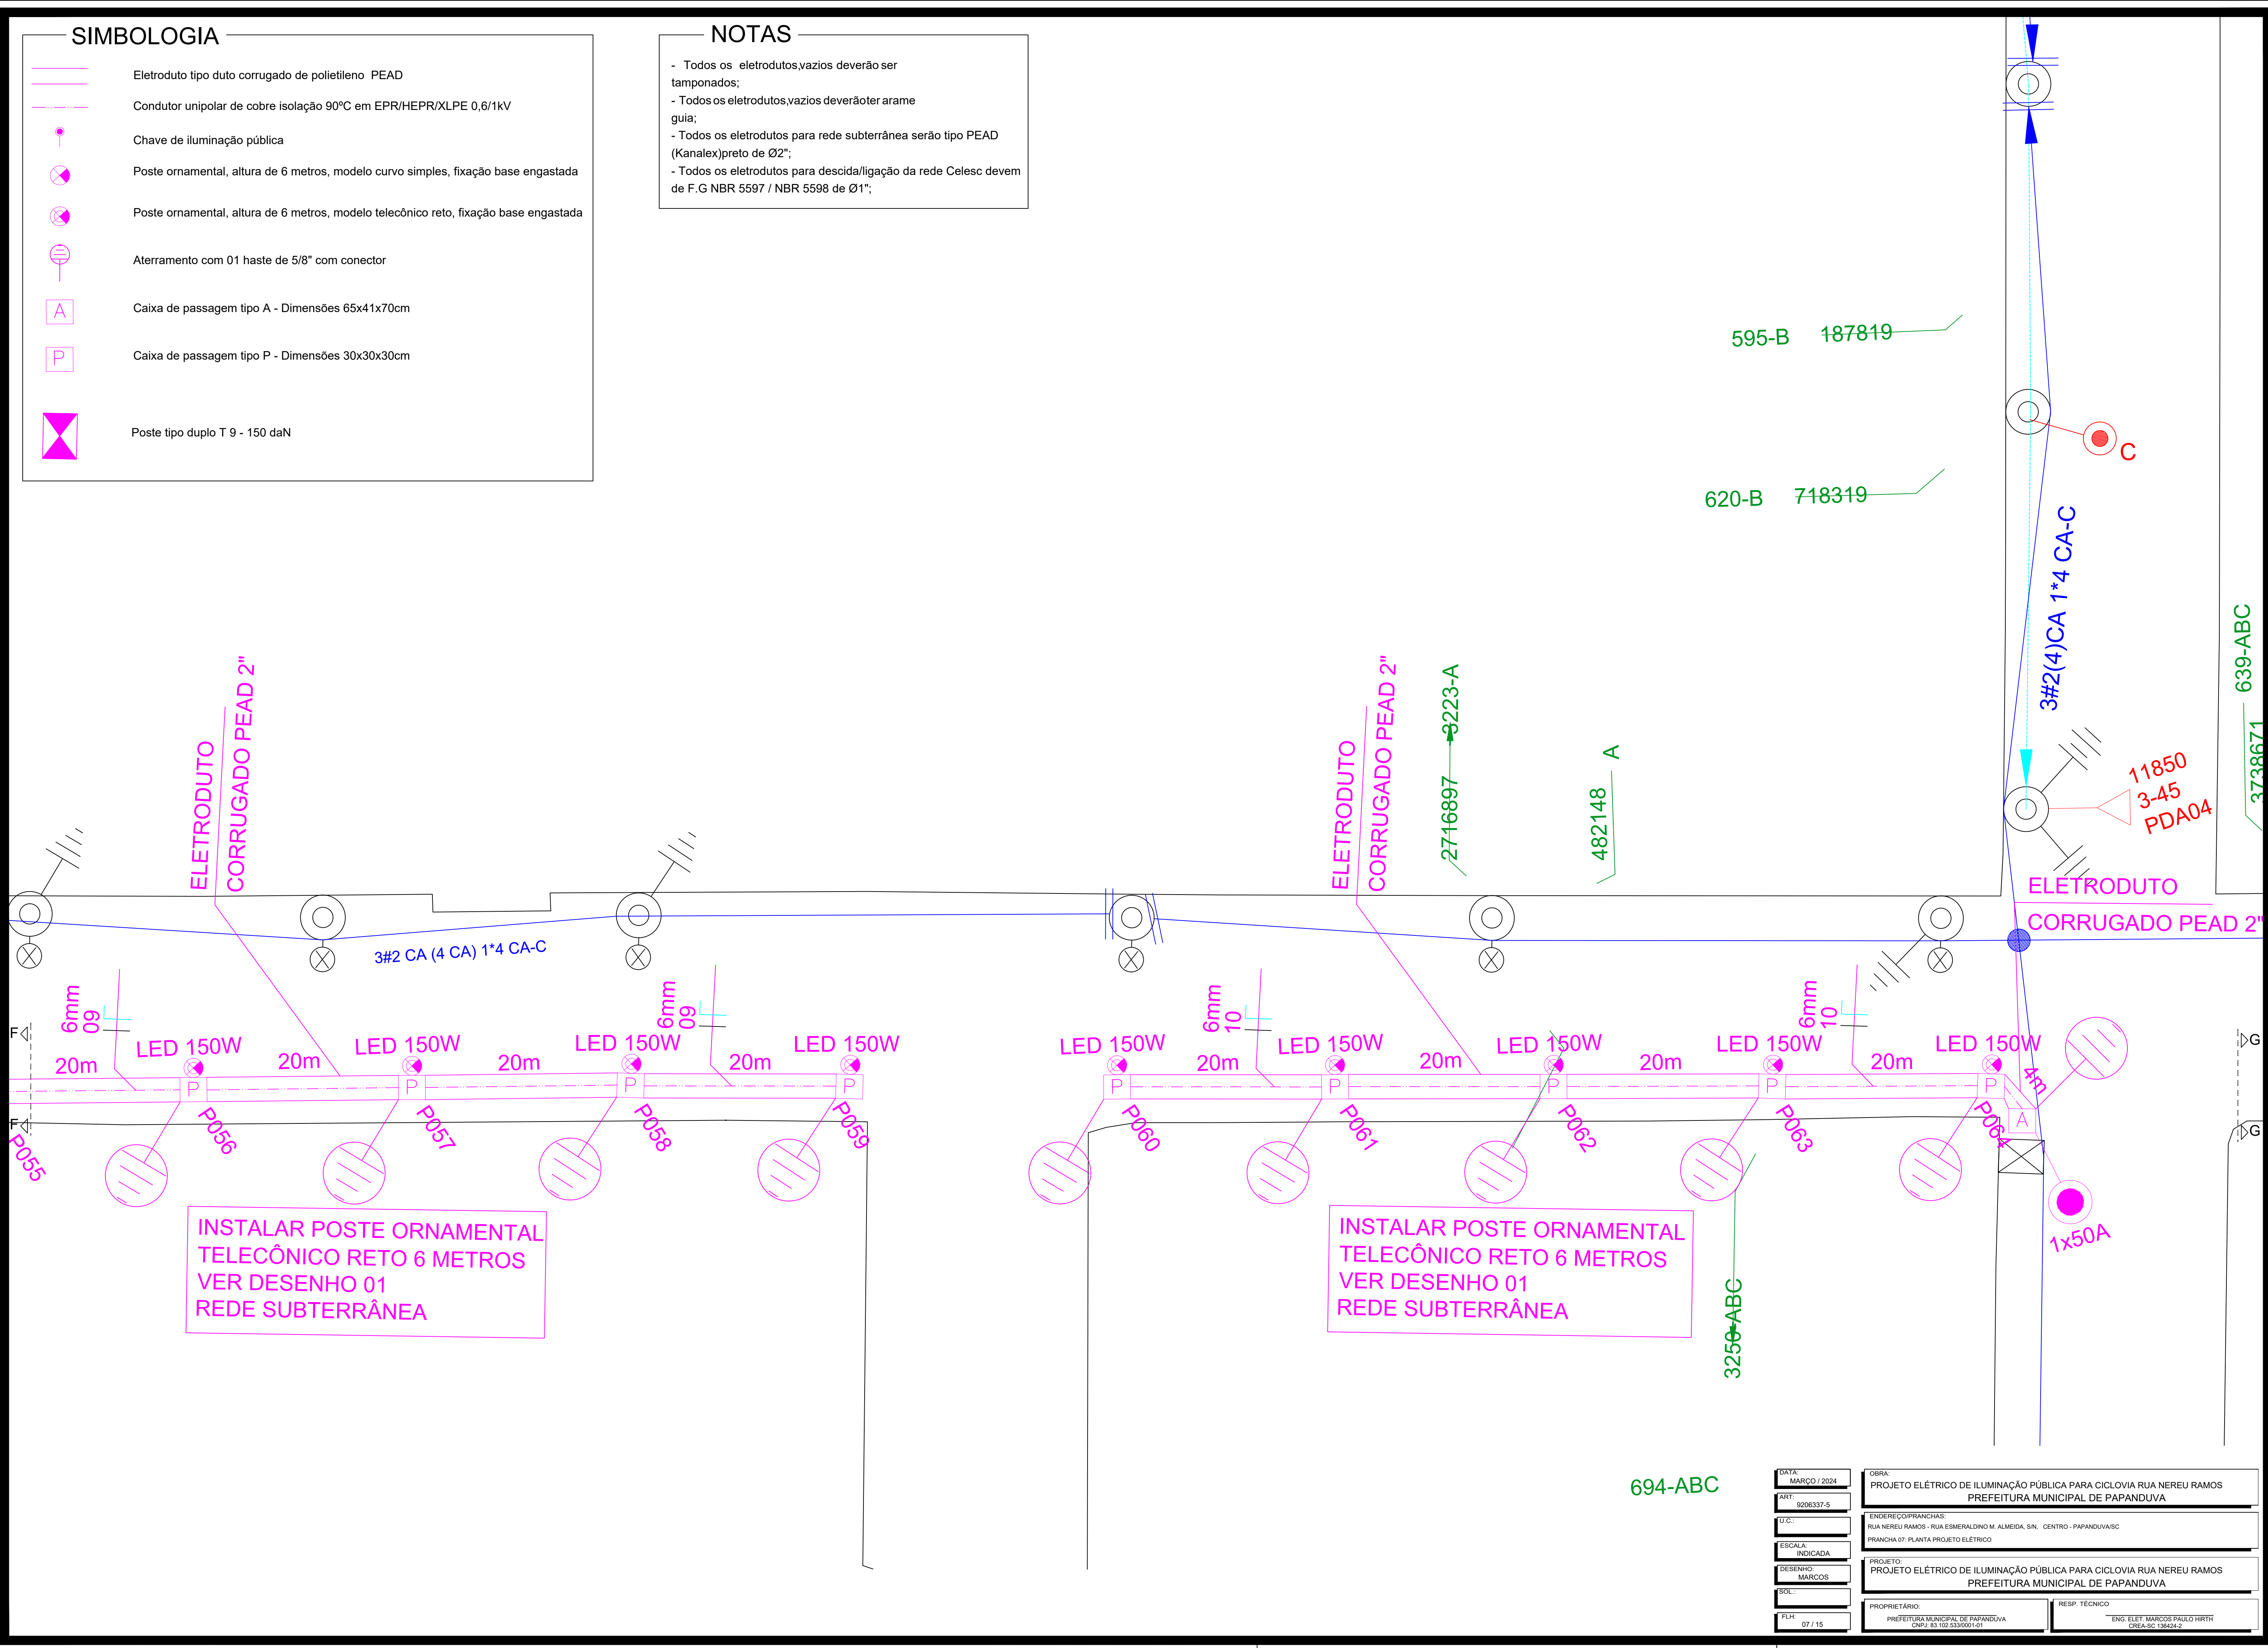 SIMBOLOGIA
Eletroduto tipo duto corrugado de polietileno PEAD
Condutor unipolar de cobre isolação 90ºC em EPR/HEPR/XLPE 0,6/1kV
Chave de iluminação pública
Poste ornamental, altura de 6 metros, modelo curvo simples, fixação base engastada
Poste ornamental, altura de 6 metros, modelo telecônico reto, fixação base engastada
Aterramento com 01 haste de 5/8" com conector
A
Caixa de passagem tipo A - Dimensões 65x41x70cm
P
Caixa de passagem tipo P - Dimensões 30x30x30cm
Poste tipo duplo T 9 - 150 daN
NOTAS
- Todos os eletrodutos,vazios deverão ser
tamponados;
- Todos os eletrodutos,vazios deverão ter arame
guia;
- Todos os eletrodutos para rede subterrânea serão tipo PEAD
(Kanalex)preto de Ø2";
- Todos os eletrodutos para descida/ligação da rede Celesc devem
de F.G NBR 5597 / NBR 5598 de Ø1";
595-B 187819
C
620-B 718319
3#2(4)CA 1*4 CA-C
639-ABC
3738671
11850
3-45
PDA04
ELETRODUTO
CORRUGADO PEAD 2"
ELETRODUTO
CORRUGADO PEAD 2"
2716897 3223-A
482148 A
ELETRODUTO
CORRUGADO PEAD 2"
3#2 CA (4 CA) 1*4 CA-C
6mm
09
6mm
09
6mm
10
6mm
10
F
F
G
G
20m
LED 150W
20m
LED 150W
20m
LED 150W
20m
LED 150W
LED 150W
20m
LED 150W
20m
LED 150W
20m
LED 150W
20m
LED 150W
4m
P
P
P
P
P
P
P
P
P
A
P055
P056
P057
P058
P059
P060
P061
P062
P063
P064
1x50A
INSTALAR POSTE ORNAMENTAL
TELECÔNICO RETO 6 METROS
VER DESENHO 01
REDE SUBTERRÂNEA
INSTALAR POSTE ORNAMENTAL
TELECÔNICO RETO 6 METROS
VER DESENHO 01
REDE SUBTERRÂNEA
3250-ABC
694-ABC
DATA:
MARÇO / 2024
ART:
9206337-5
U.C.:
ESCALA:
INDICADA
DESENHO:
MARCOS
SOL.:
FLH:
07 / 15
OBRA:
PROJETO ELÉTRICO DE ILUMINAÇÃO PÚBLICA PARA CICLOVIA RUA NEREU RAMOS
PREFEITURA MUNICIPAL DE PAPANDUVA
ENDEREÇO/PRANCHAS:
RUA NEREU RAMOS - RUA ESMERALDINO M. ALMEIDA, S/N, CENTRO - PAPANDUVA/SC
PRANCHA 07: PLANTA PROJETO ELÉTRICO
PROJETO:
PROJETO ELÉTRICO DE ILUMINAÇÃO PÚBLICA PARA CICLOVIA RUA NEREU RAMOS
PREFEITURA MUNICIPAL DE PAPANDUVA
PROPRIETÁRIO:
PREFEITURA MUNICIPAL DE PAPANDUVA
CNPJ: 83.102.533/0001-01
RESP. TÉCNICO
ENG. ELET. MARCOS PAULO HIRTH
CREA-SC 136424-2